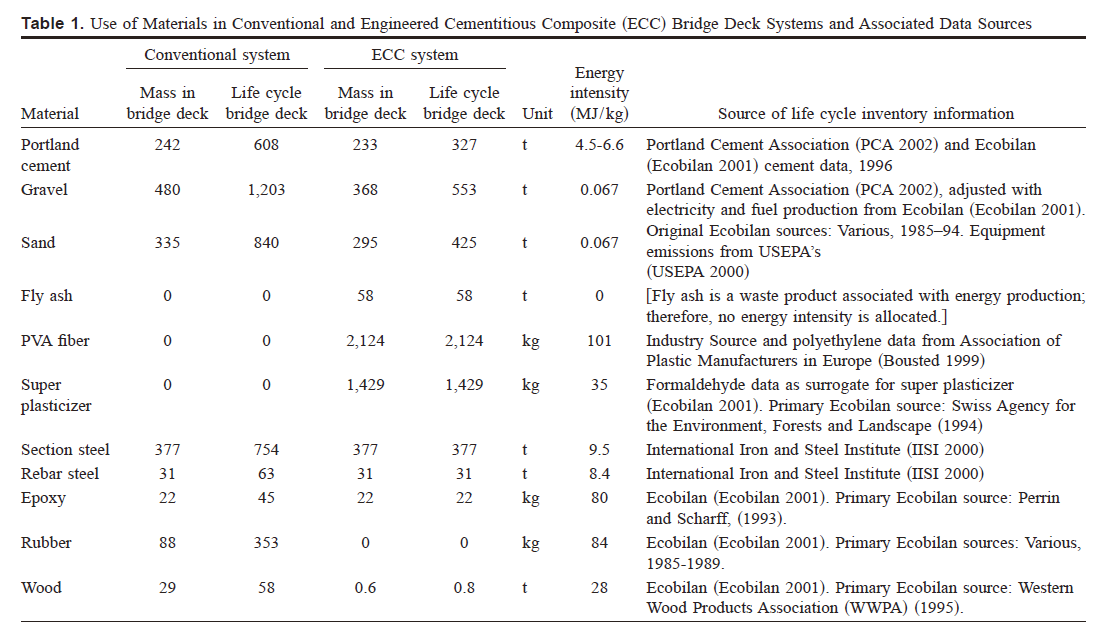 Table 1. Use of Materials in Conventional and Engineered Cementitious Composite (ECC) Bridge Deck Systems and Associated Data Sources
Conventional system ECC system
Energy
Mass in Life cycle Mass in Life cycle intensity
Material bridge deck bridge deck bridge deck bridge deck Unit (MJ/kg) Source of life cycle inventory information
Portland 242 608 233 327 t 4.5-6.6 Portland Cement Association (PCA 2002) and Ecobilan
cement (Ecobilan 2001) cement data, 1996
Gravel 480 1,203 368 553 t 0.067 Portland Cement Association (PCA 2002), adjusted with
electricity and fuel production from Ecobilan (Ecobilan 2001).
Original Ecobilan sources: Various, 1985–94. Equipment
Sand 335 840 295 425 t 0.067 emissions from USEPA's
(USEPA 2000)
Fly ash 0 0 58 58 t 0 [Fly ash is a waste product associated with energy production;
therefore, no energy intensity is allocated.]
PVA fiber 0 0 2,124 2,124 kg 101 Industry Source and polyethylene data from Association of
Plastic Manufacturers in Europe (Bousted 1999)
Super 0 0 1,429 1,429 kg 35 Formaldehyde data as surrogate for super plasticizer
plasticizer (Ecobilan 2001). Primary Ecobilan source: Swiss Agency for
the Environment, Forests and Landscape (1994)
Section steel 377 754 377 377 t 9.5 International Iron and Steel Institute (IISI 2000)
Rebar steel 31 63 31 31 t 8.4 International Iron and Steel Institute (IISI 2000)
Epoxy 22 45 22 22 kg 80 Ecobilan (Ecobilan 2001). Primary Ecobilan source: Perrin
and Scharff, (1993).
Rubber 88 353 0 0 kg 84 Ecobilan (Ecobilan 2001). Primary Ecobilan sources: Various,
1985-1989.
Wood 29 58 0.6 0.8 t 28 Ecobilan (Ecobilan 2001). Primary Ecobilan source: Western
Wood Products Association (WWPA) (1995).